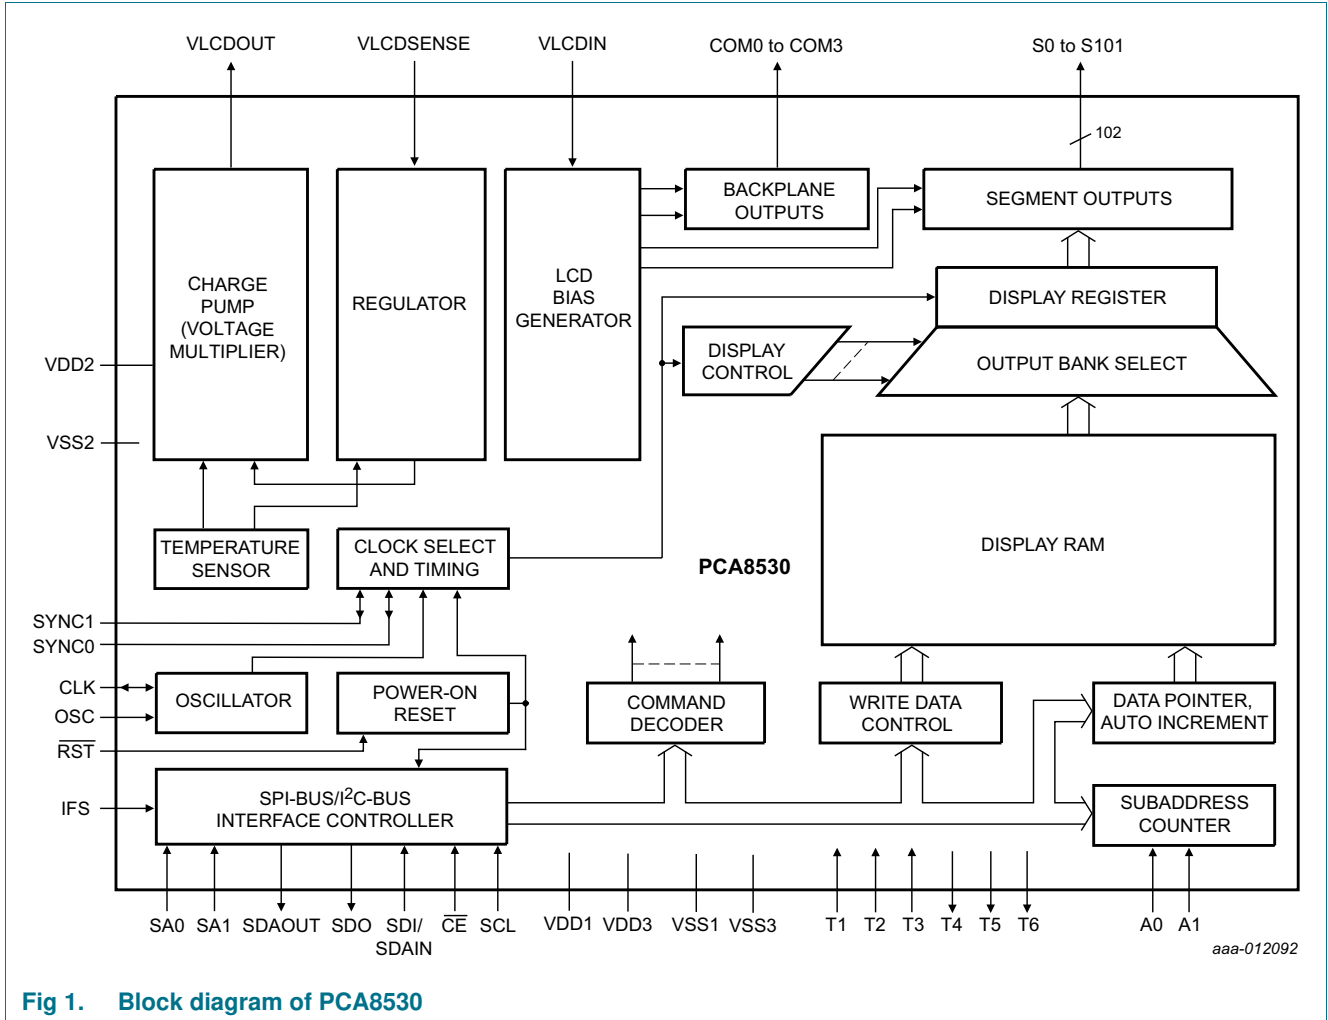 VLCDOUT
VLCDSENSE
VLCDIN
COM0 to COM3
S0 to S101
102
CHARGE
PUMP
(VOLTAGE
MULTIPLIER)
REGULATOR
LCD
BIAS
GENERATOR
BACKPLANE
OUTPUTS
SEGMENT OUTPUTS
DISPLAY REGISTER
DISPLAY
CONTROL
OUTPUT BANK SELECT
VDD2
VSS2
TEMPERATURE
SENSOR
CLOCK SELECT
AND TIMING
PCA8530
DISPLAY RAM
SYNC1
SYNC0
CLK
OSC
RST
OSCILLATOR
POWER-ON
RESET
COMMAND
DECODER
WRITE DATA
CONTROL
DATA POINTER,
AUTO INCREMENT
IFS
SPI-BUS/I²C-BUS
INTERFACE CONTROLLER
SUBADDRESS
COUNTER
SA0
SA1
SDAOUT
SDO
SDI/
SDAIN
CE
SCL
VDD1
VDD3
VSS1
VSS3
T1
T2
T3
T4
T5
T6
A0
A1
aaa-012092
Fig 1. Block diagram of PCA8530